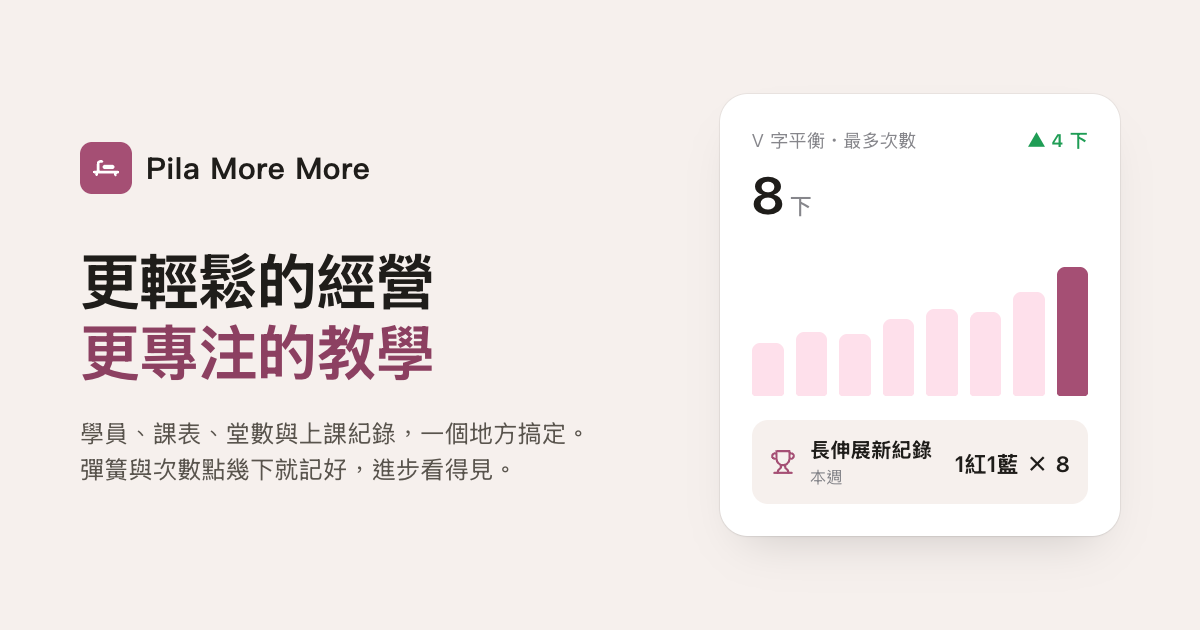 Pila More More
更輕鬆的經營
更專注的教學
學員、課表、堂數與上課紀錄，一個地方搞定。
彈簧與次數點幾下就記好，進步看得見。
V 字平衡・最多次數
▲ 4 下
8 下
長伸展新紀錄
本週
1紅1藍 × 8